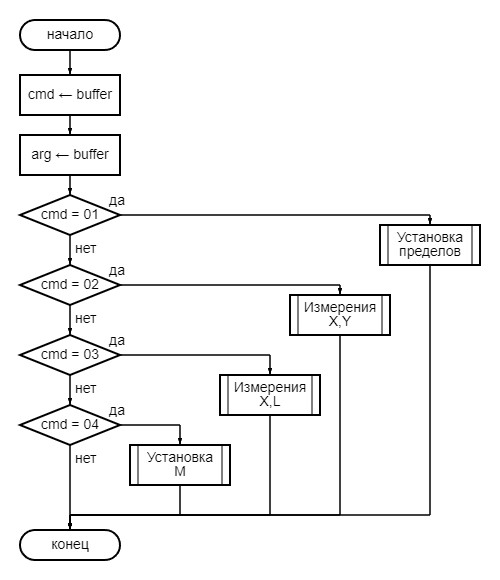 начало
cmd ← buffer
arg ← buffer
да
cmd = 01
нет
Установка
пределов
да
cmd = 02
нет
Измерения
X,Y
да
cmd = 03
нет
Измерения
X,L
да
cmd = 04
нет
Установка
M
конец